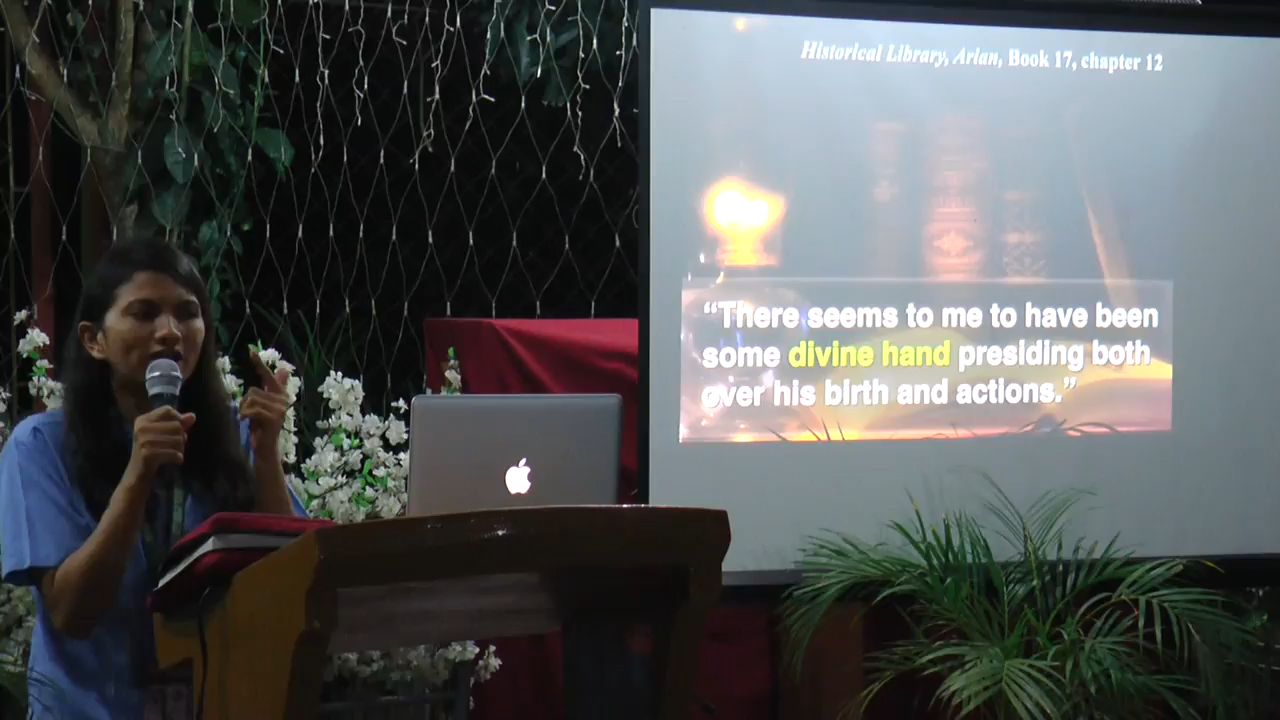 Historical Library, Arian, Book 17, chapter 12
“There seems to me to have been
some divine hand presiding both
over his birth and actions.”